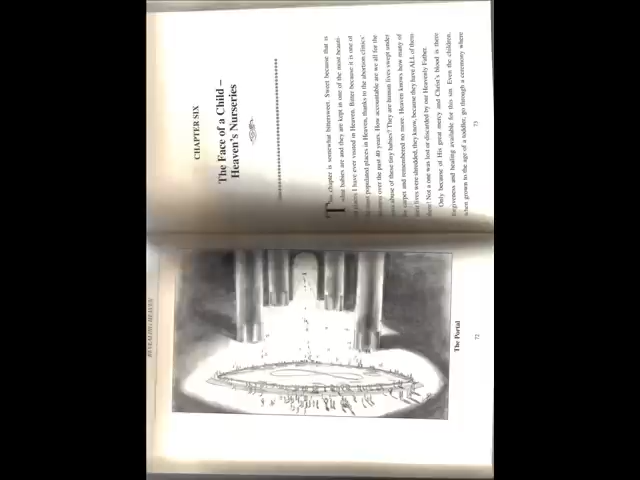 REVEALING HEAVEN
The Portal
72
CHAPTER SIX
The Face of a Child –
Heaven's Nurseries
This chapter is somewhat bittersweet. Sweet because that is
what babies are and they are kept in one of the most beauti-
places I have ever visited in Heaven. Bitter because it is one of
most populated places in Heaven, thanks to the abortion clinics'
over the past 40 years. How accountable are we all for the
abuse of these tiny babies? They are human lives swept under
carpet and remembered no more. Heaven knows how many of
lives were shredded, they know, because they have ALL of them
there! Not a one was lost or discarded by our Heavenly Father.
Only because of His great mercy and Christ's blood is there
forgiveness and healing available for this sin. Even the children,
when grown to the age of a toddler, go through a ceremony where
73